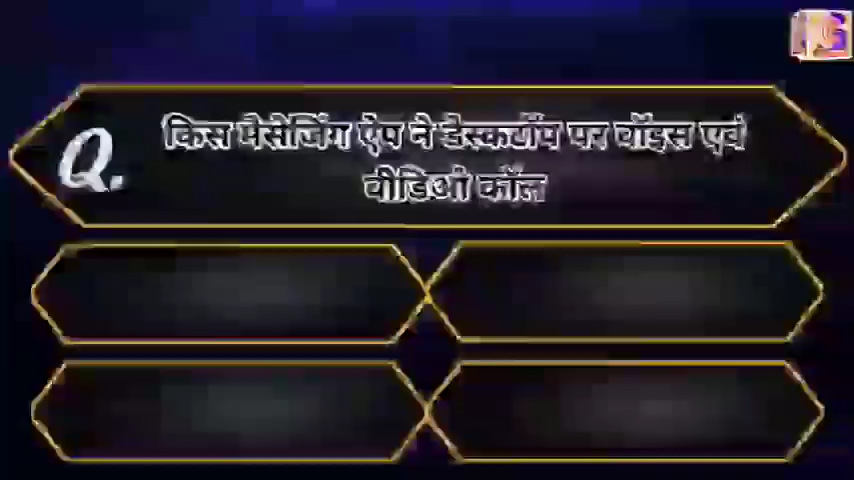 Q. किस मैसेजिंग ऐप ने डेस्कटॉप पर वॉइस एवं
वीडिओ कॉल